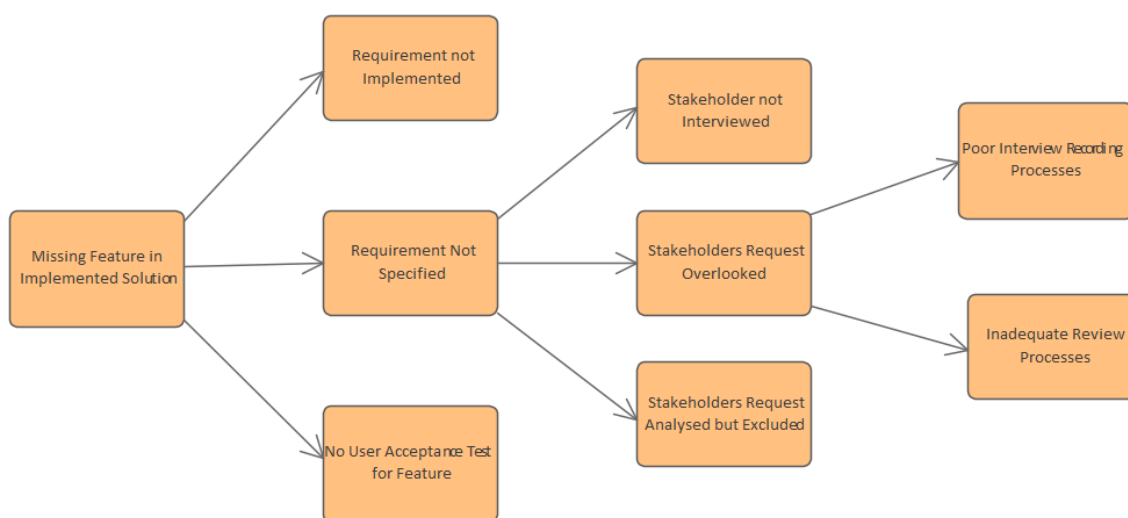 Requirement not
Implemented
Stakeholder not
Interviewed
Poor Interview Recording
Processes
Missing Feature in
Implemented Solution
Requirement Not
Specified
Stakeholders Request
Overlooked
Inadequate Review
Processes
Stakeholders Request
Analysed but Excluded
No User Acceptance Test
for Feature